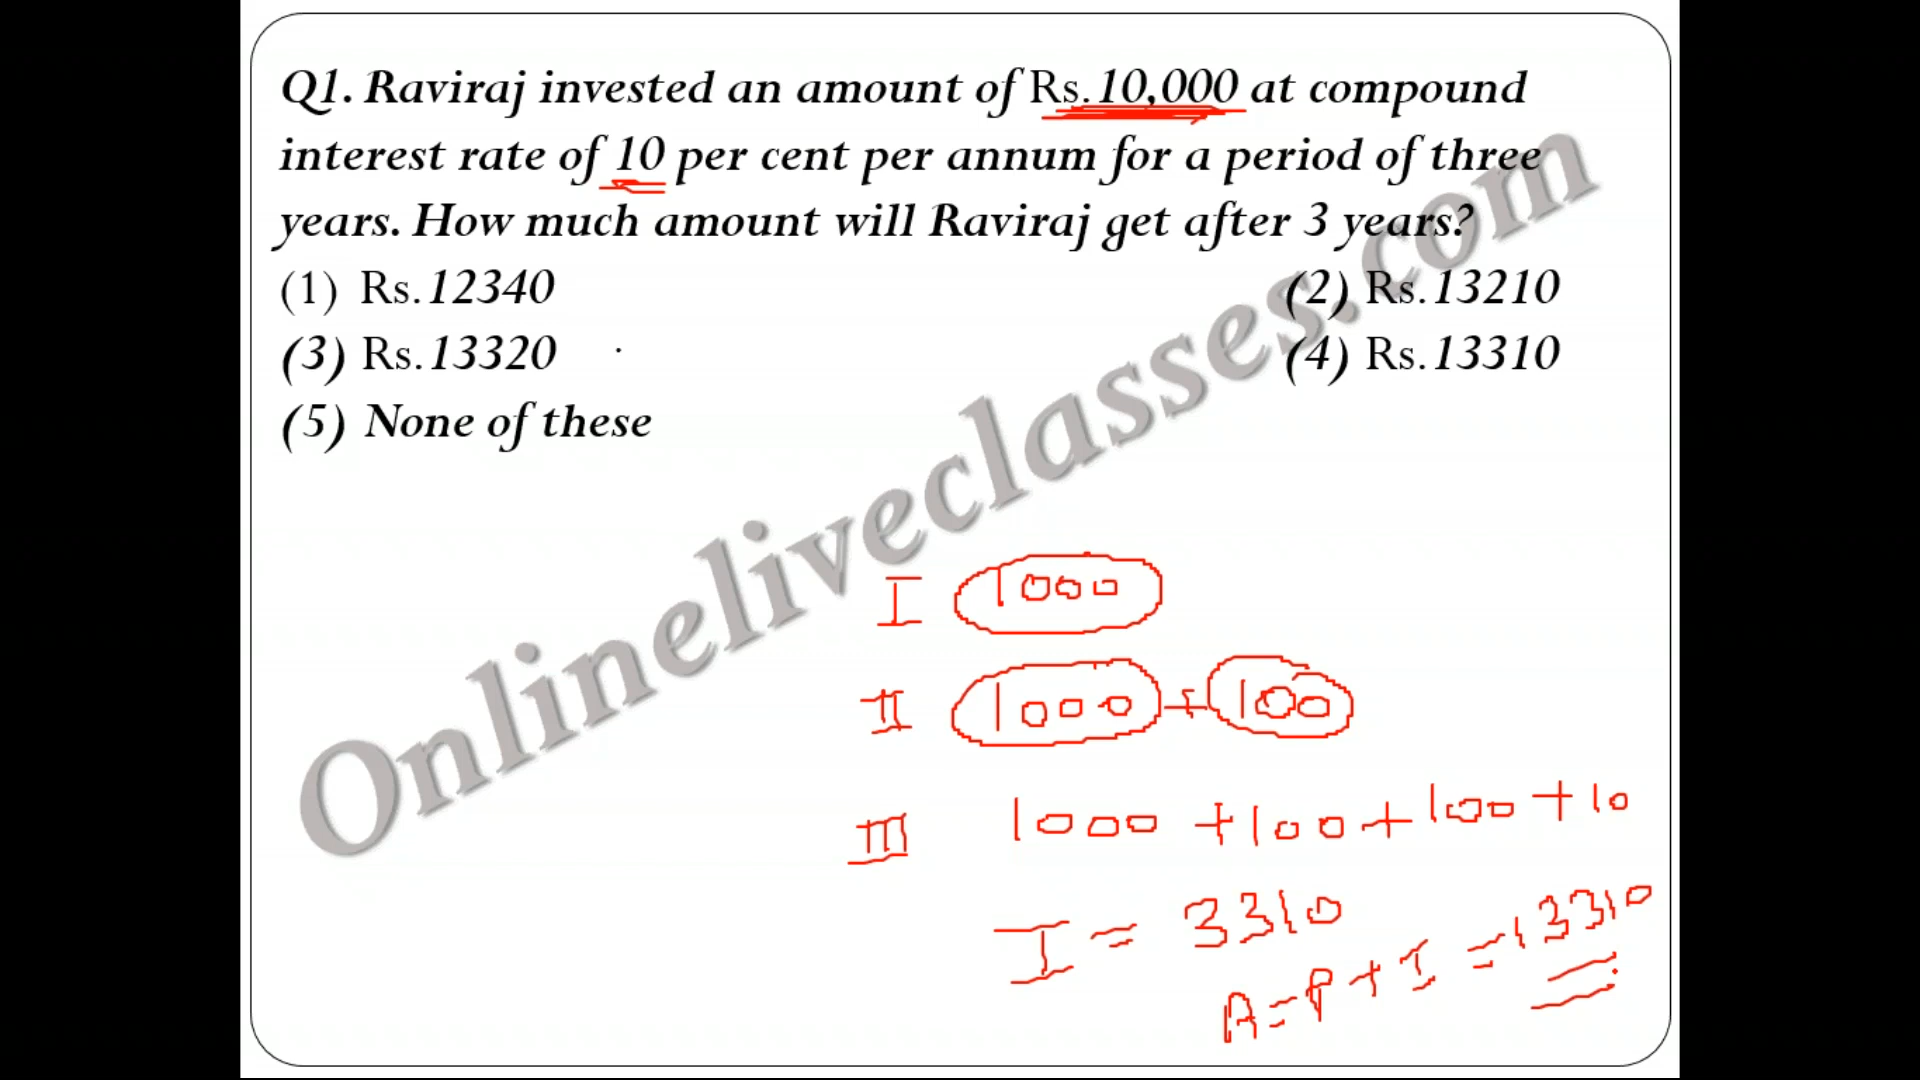 Q1. Raviraj invested an amount of Rs.10,000 at compound
interest rate of 10 per cent per annum for a period of three
years. How much amount will Raviraj get after 3 years?
(1) Rs.12340 (2) Rs.13210
(3) Rs.13320 (4) Rs.13310
(5) None of these
Onlineliveclasses.com
I 1000
II 1000 + 100
III 1000 + 100 + 100 + 10
I = 3310
A = P + I = 13310